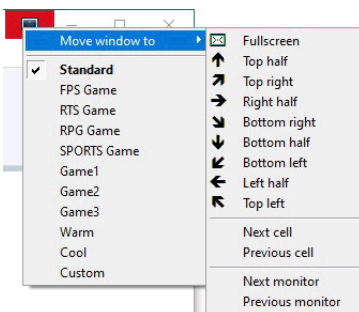 Move window to
Standard
FPS Game
RTS Game
RPG Game
SPORTS Game
Game1
Game2
Game3
Warm
Cool
Custom
Fullscreen
Top half
Top right
Right half
Bottom right
Bottom half
Bottom left
Left half
Top left
Next cell
Previous cell
Next monitor
Previous monitor